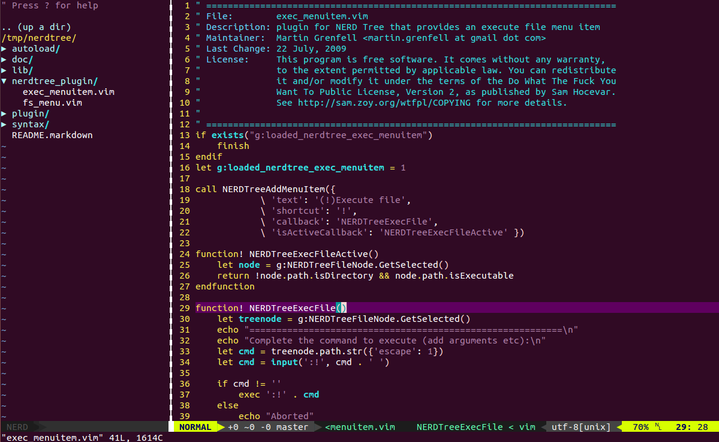 " Press ? for help
.. (up a dir)
/tmp/nerdtree/
▶ autoload/
▶ doc/
▶ lib/
▼ nerdtree_plugin/
exec_menuitem.vim
fs_menu.vim
▶ plugin/
▶ syntax/
README.markdown
1 " ============================================================================
2 " File:        exec_menuitem.vim
3 " Description: plugin for NERD Tree that provides an execute file menu item
4 " Maintainer:  Martin Grenfell <martin.grenfell at gmail dot com>
5 " Last Change: 22 July, 2009
6 " License:     This program is free software. It comes without any warranty,
7 "              to the extent permitted by applicable law. You can redistribute
8 "              it and/or modify it under the terms of the Do What The Fuck You
9 "              Want To Public License, Version 2, as published by Sam Hocevar.
10 "              See http://sam.zoy.org/wtfpl/COPYING for more details.
11 "
12 " ============================================================================
13 if exists("g:loaded_nerdtree_exec_menuitem")
14     finish
15 endif
16 let g:loaded_nerdtree_exec_menuitem = 1
17
18 call NERDTreeAddMenuItem({
19             \ 'text': '(!)Execute file',
20             \ 'shortcut': '!',
21             \ 'callback': 'NERDTreeExecFile',
22             \ 'isActiveCallback': 'NERDTreeExecFileActive' })
23
24 function! NERDTreeExecFileActive()
25     let node = g:NERDTreeFileNode.GetSelected()
26     return !node.path.isDirectory && node.path.isExecutable
27 endfunction
28
29 function! NERDTreeExecFile()
30     let treenode = g:NERDTreeFileNode.GetSelected()
31     echo "==========================================================\n"
32     echo "Complete the command to execute (add arguments etc):\n"
33     let cmd = treenode.path.str({'escape': 1})
34     let cmd = input(':!', cmd . ' ')
35
36     if cmd != ''
37         exec ':!' . cmd
38     else
39         echo "Aborted"
NERD
NORMAL +0 ~0 -0 master <menuitem.vim NERDTreeExecFile < vim utf-8[unix] 70% 29: 28
"exec_menuitem.vim" 41L, 1614C